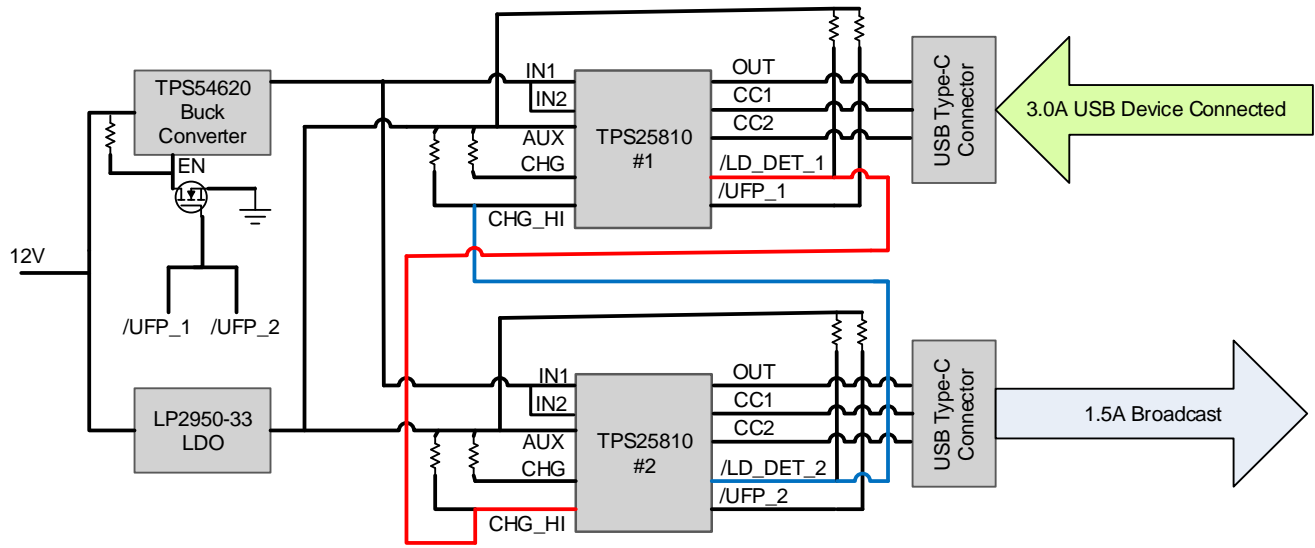 TPS54620
Buck
Converter
EN
12V
/UFP_1
/UFP_2
LP2950-33
LDO
IN1
IN2
AUX
CHG
CHG_HI
TPS25810
#1
OUT
CC1
CC2
/LD_DET_1
/UFP_1
USB Type-C
Connector
3.0A USB Device Connected
IN1
IN2
AUX
CHG
CHG_HI
TPS25810
#2
OUT
CC1
CC2
/LD_DET_2
/UFP_2
USB Type-C
Connector
1.5A Broadcast